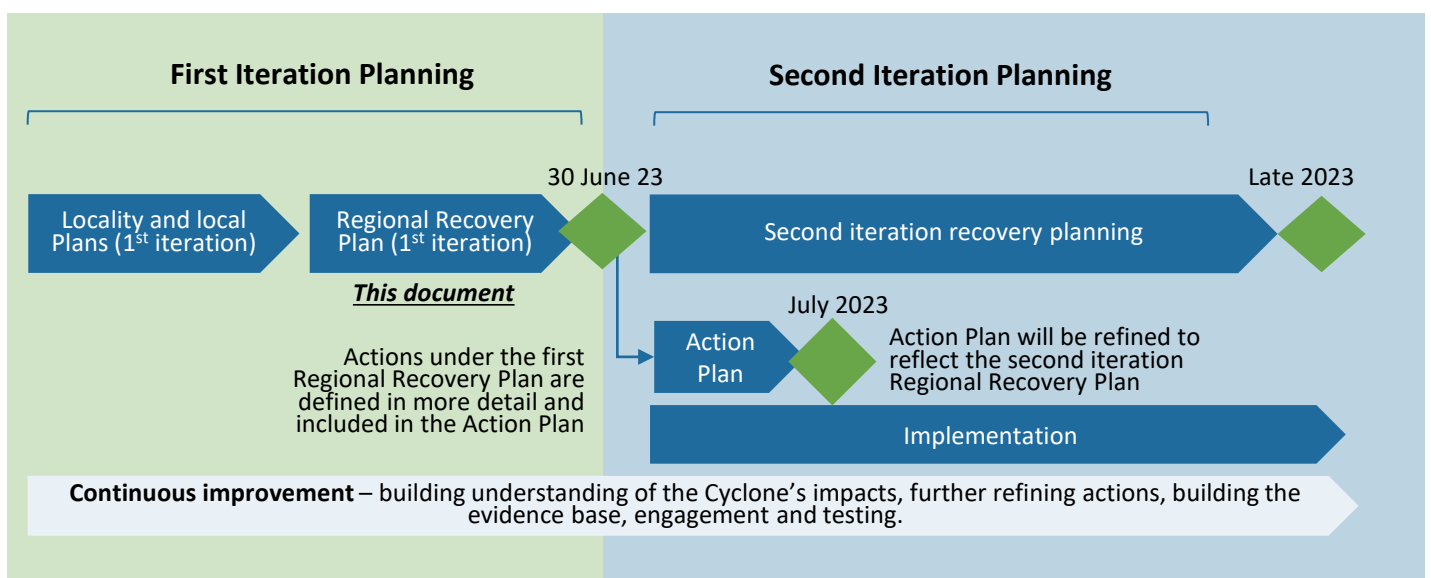 First Iteration Planning
Second Iteration Planning
30 June 23
Late 2023
Locality and local
Plans (1st iteration)
Regional Recovery
Plan (1st iteration)
Second iteration recovery planning
This document
July 2023
Actions under the first
Regional Recovery Plan are
defined in more detail and
included in the Action Plan
Action
Plan
Action Plan will be refined to
reflect the second iteration
Regional Recovery Plan
Implementation
Continuous improvement – building understanding of the Cyclone’s impacts, further refining actions, building the
evidence base, engagement and testing.